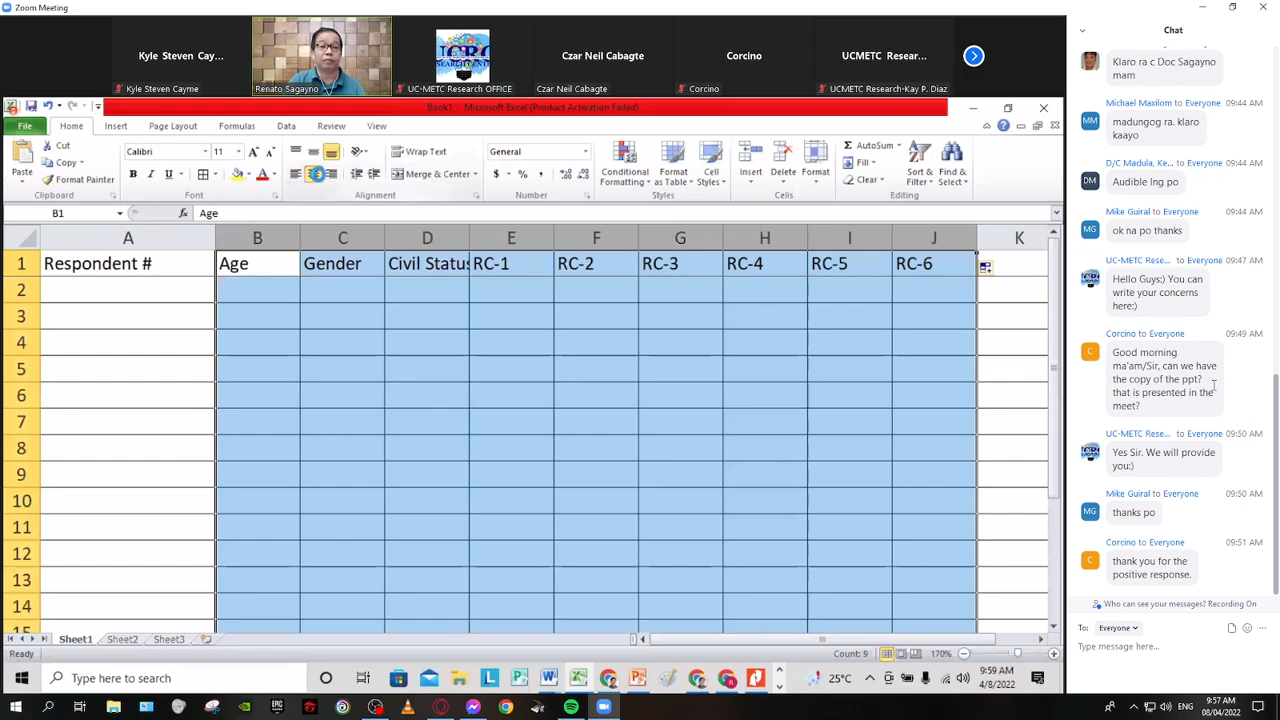 Zoom Meeting
Kyle Steven Cay...
Kyle Steven Cayme
Renato Sagayno
UC-METC Research OFFICE
Czar Neil Cabagte
Czar Neil Cabagte
Corcino
Corcino
UCMETC Resear...
UCMETC Research-Kay P. Diaz
Book1 - Microsoft Excel (Product Activation Failed)
File Home Insert Page Layout Formulas Data Review View
Paste
Cut
Copy
Format Painter
Clipboard
Calibri 11
B I U
Font
Wrap Text
Merge & Center
Alignment
General
$ % ,
Number
Conditional Formatting
Format as Table
Cell Styles
Styles
Insert Delete Format
Cells
AutoSum
Fill
Clear
Sort & Filter
Find & Select
Editing
B1 fx Age
A B C D E F G H I J K
1 Respondent # Age Gender Civil Status RC-1 RC-2 RC-3 RC-4 RC-5 RC-6
2
3
4
5
6
7
8
9
10
11
12
13
14
15
Sheet1 Sheet2 Sheet3
Ready Count: 9 170%
Type here to search
25°C
9:59 AM
4/8/2022
Chat
Klaro ra c Doc Sagayno
mam
Michael Maxilom to Everyone 09:44 AM
MM
madungog ra. klaro
kaayo
D/C Madula, Ke... to Everyone 09:44 AM
DM
Audible lng po
Mike Guiral to Everyone 09:44 AM
MG
ok na po thanks
UC-METC Rese... to Everyone 09:47 AM
Hello Guys:) You can
write your concerns
here:)
Corcino to Everyone 09:49 AM
C
Good morning
ma'am/Sir, can we have
the copy of the ppt?
that is presented in the
meet?
UC-METC Rese... to Everyone 09:50 AM
Yes Sir. We will provide
you:)
Mike Guiral to Everyone 09:50 AM
MG
thanks po
Corcino to Everyone 09:51 AM
C
thank you for the
positive response.
Who can see your messages? Recording On
To: Everyone
Type message here...
ENG
9:57 AM
08/04/2022